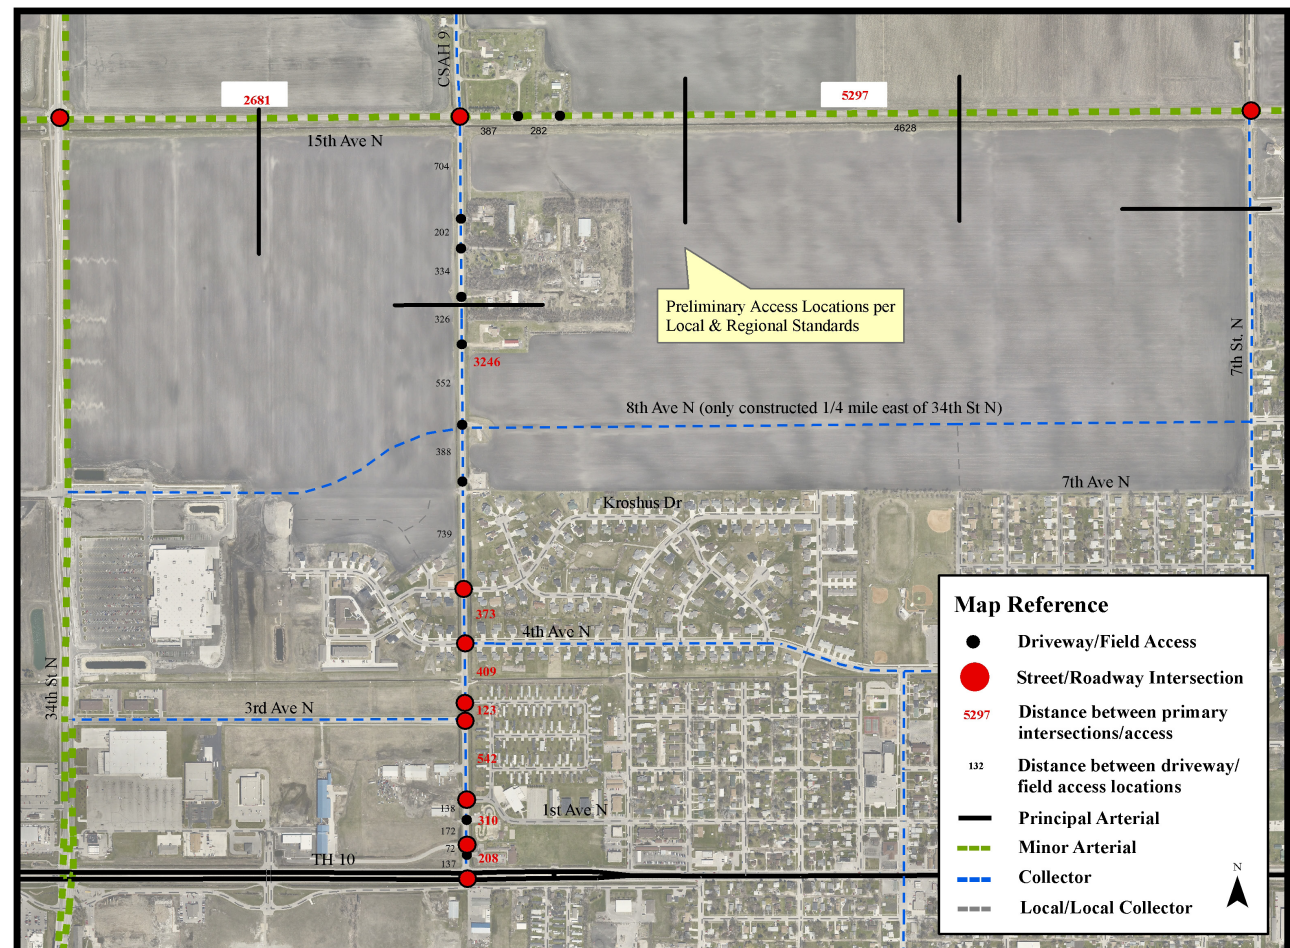 CSAH 9
2681
5297
387
282
4628
15th Ave N
704
202
334
Preliminary Access Locations per
Local & Regional Standards
326
7th St. N
3246
552
8th Ave N (only constructed 1/4 mile east of 34th St N)
388
7th Ave N
Kroshus Dr
739
373
4th Ave N
409
34th St N
3rd Ave N
123
542
138
1st Ave N
310
172
72
208
TH 10
137
Map Reference
Driveway/Field Access
Street/Roadway Intersection
5297
Distance between primary
intersections/access
132
Distance between driveway/
field access locations
Principal Arterial
Minor Arterial
Collector
N
Local/Local Collector